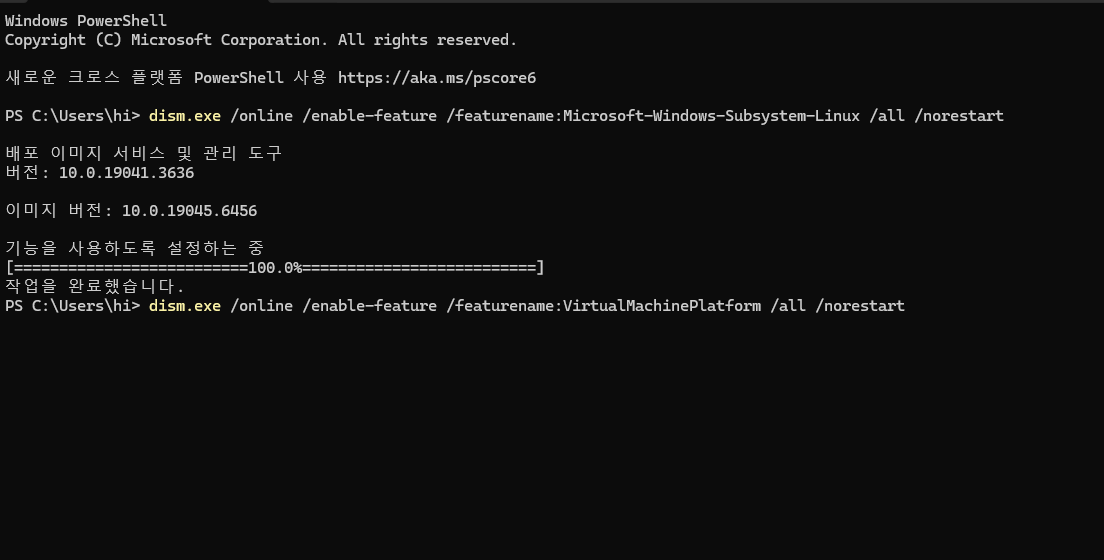 Windows PowerShell
Copyright (C) Microsoft Corporation. All rights reserved.
새로운 크로스 플랫폼 PowerShell 사용 https://aka.ms/pscore6
PS C:\Users\hi> dism.exe /online /enable-feature /featurename:Microsoft-Windows-Subsystem-Linux /all /norestart
배포 이미지 서비스 및 관리 도구
버전: 10.0.19041.3636
이미지 버전: 10.0.19045.6456
기능을 사용하도록 설정하는 중
[==========================100.0%==========================]
작업을 완료했습니다.
PS C:\Users\hi> dism.exe /online /enable-feature /featurename:VirtualMachinePlatform /all /norestart